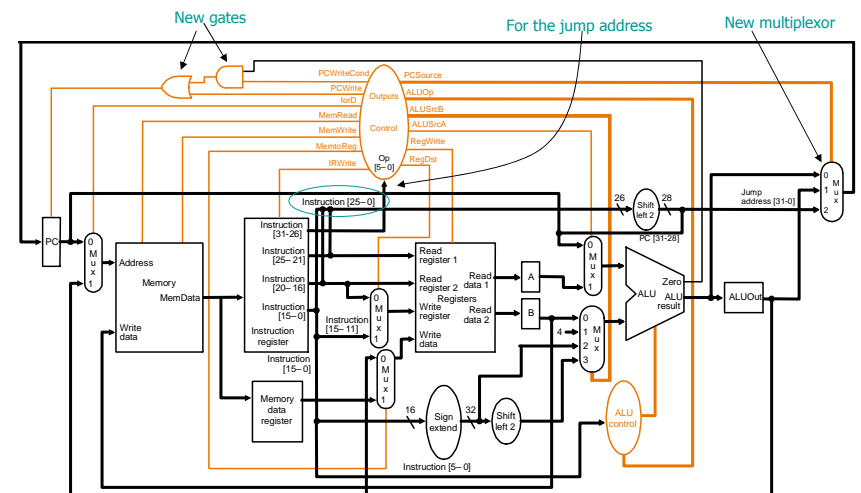 New gates
For the jump address
New multiplexor
PCWriteCond
PCWrite
IorD
MemRead
MemWrite
MemtoReg
IRWrite
Outputs
Control
Op
[5–0]
PCSource
ALUOp
ALUSrcB
ALUSrcA
RegWrite
RegDst
Instruction [25–0]
26
Shift
left 2
28
Jump
address [31-0]
PC [31-28]
0
1
2
M
u
x
PC
0
M
u
x
1
Address
Memory
MemData
Write
data
Instruction
[31-26]
Instruction
[25–21]
Instruction
[20–16]
Instruction
[15–0]
Instruction
register
Instruction
[15–11]
Instruction
[15–0]
Memory
data
register
0
M
u
x
1
0
M
u
x
1
Read
register 1
Read
register 2
Write
register
Write
data
Registers
Read
data 1
Read
data 2
A
B
0
M
u
x
1
4
0
1
2
3
M
u
x
Zero
ALU
ALU
result
ALUOut
16
Sign
extend
32
Shift
left 2
ALU
control
Instruction [5–0]